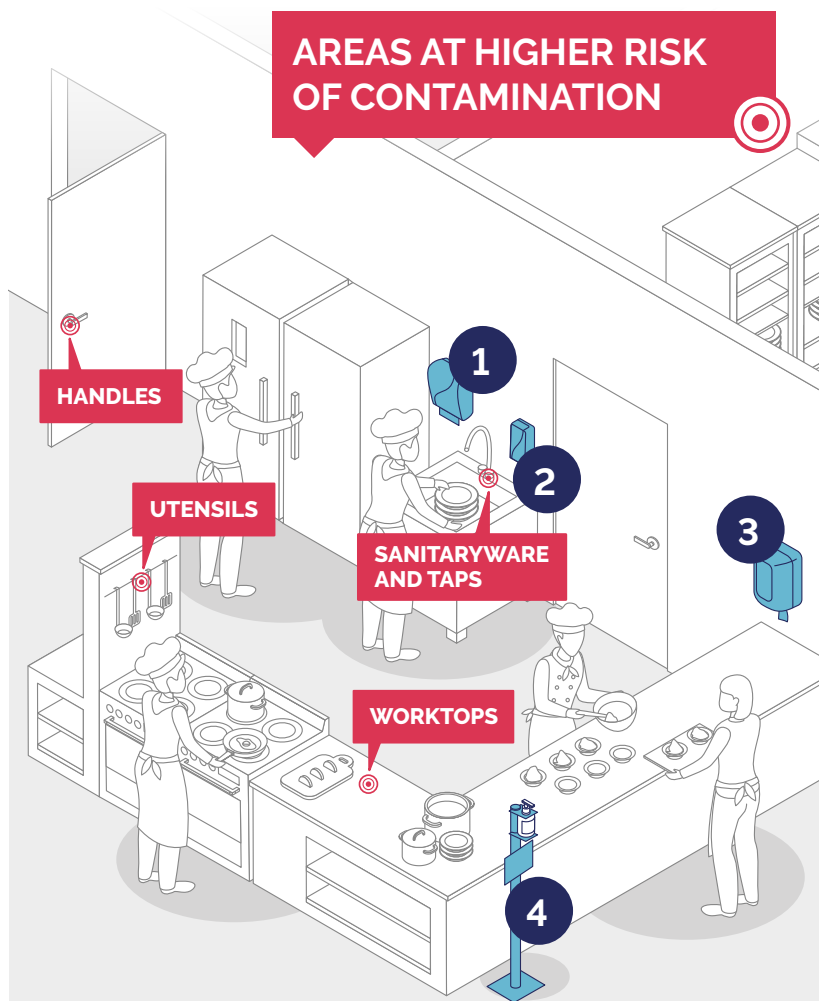 AREAS AT HIGHER RISK
OF CONTAMINATION
1
HANDLES
2
UTENSILS
3
SANITARYWARE
AND TAPS
WORKTOPS
4